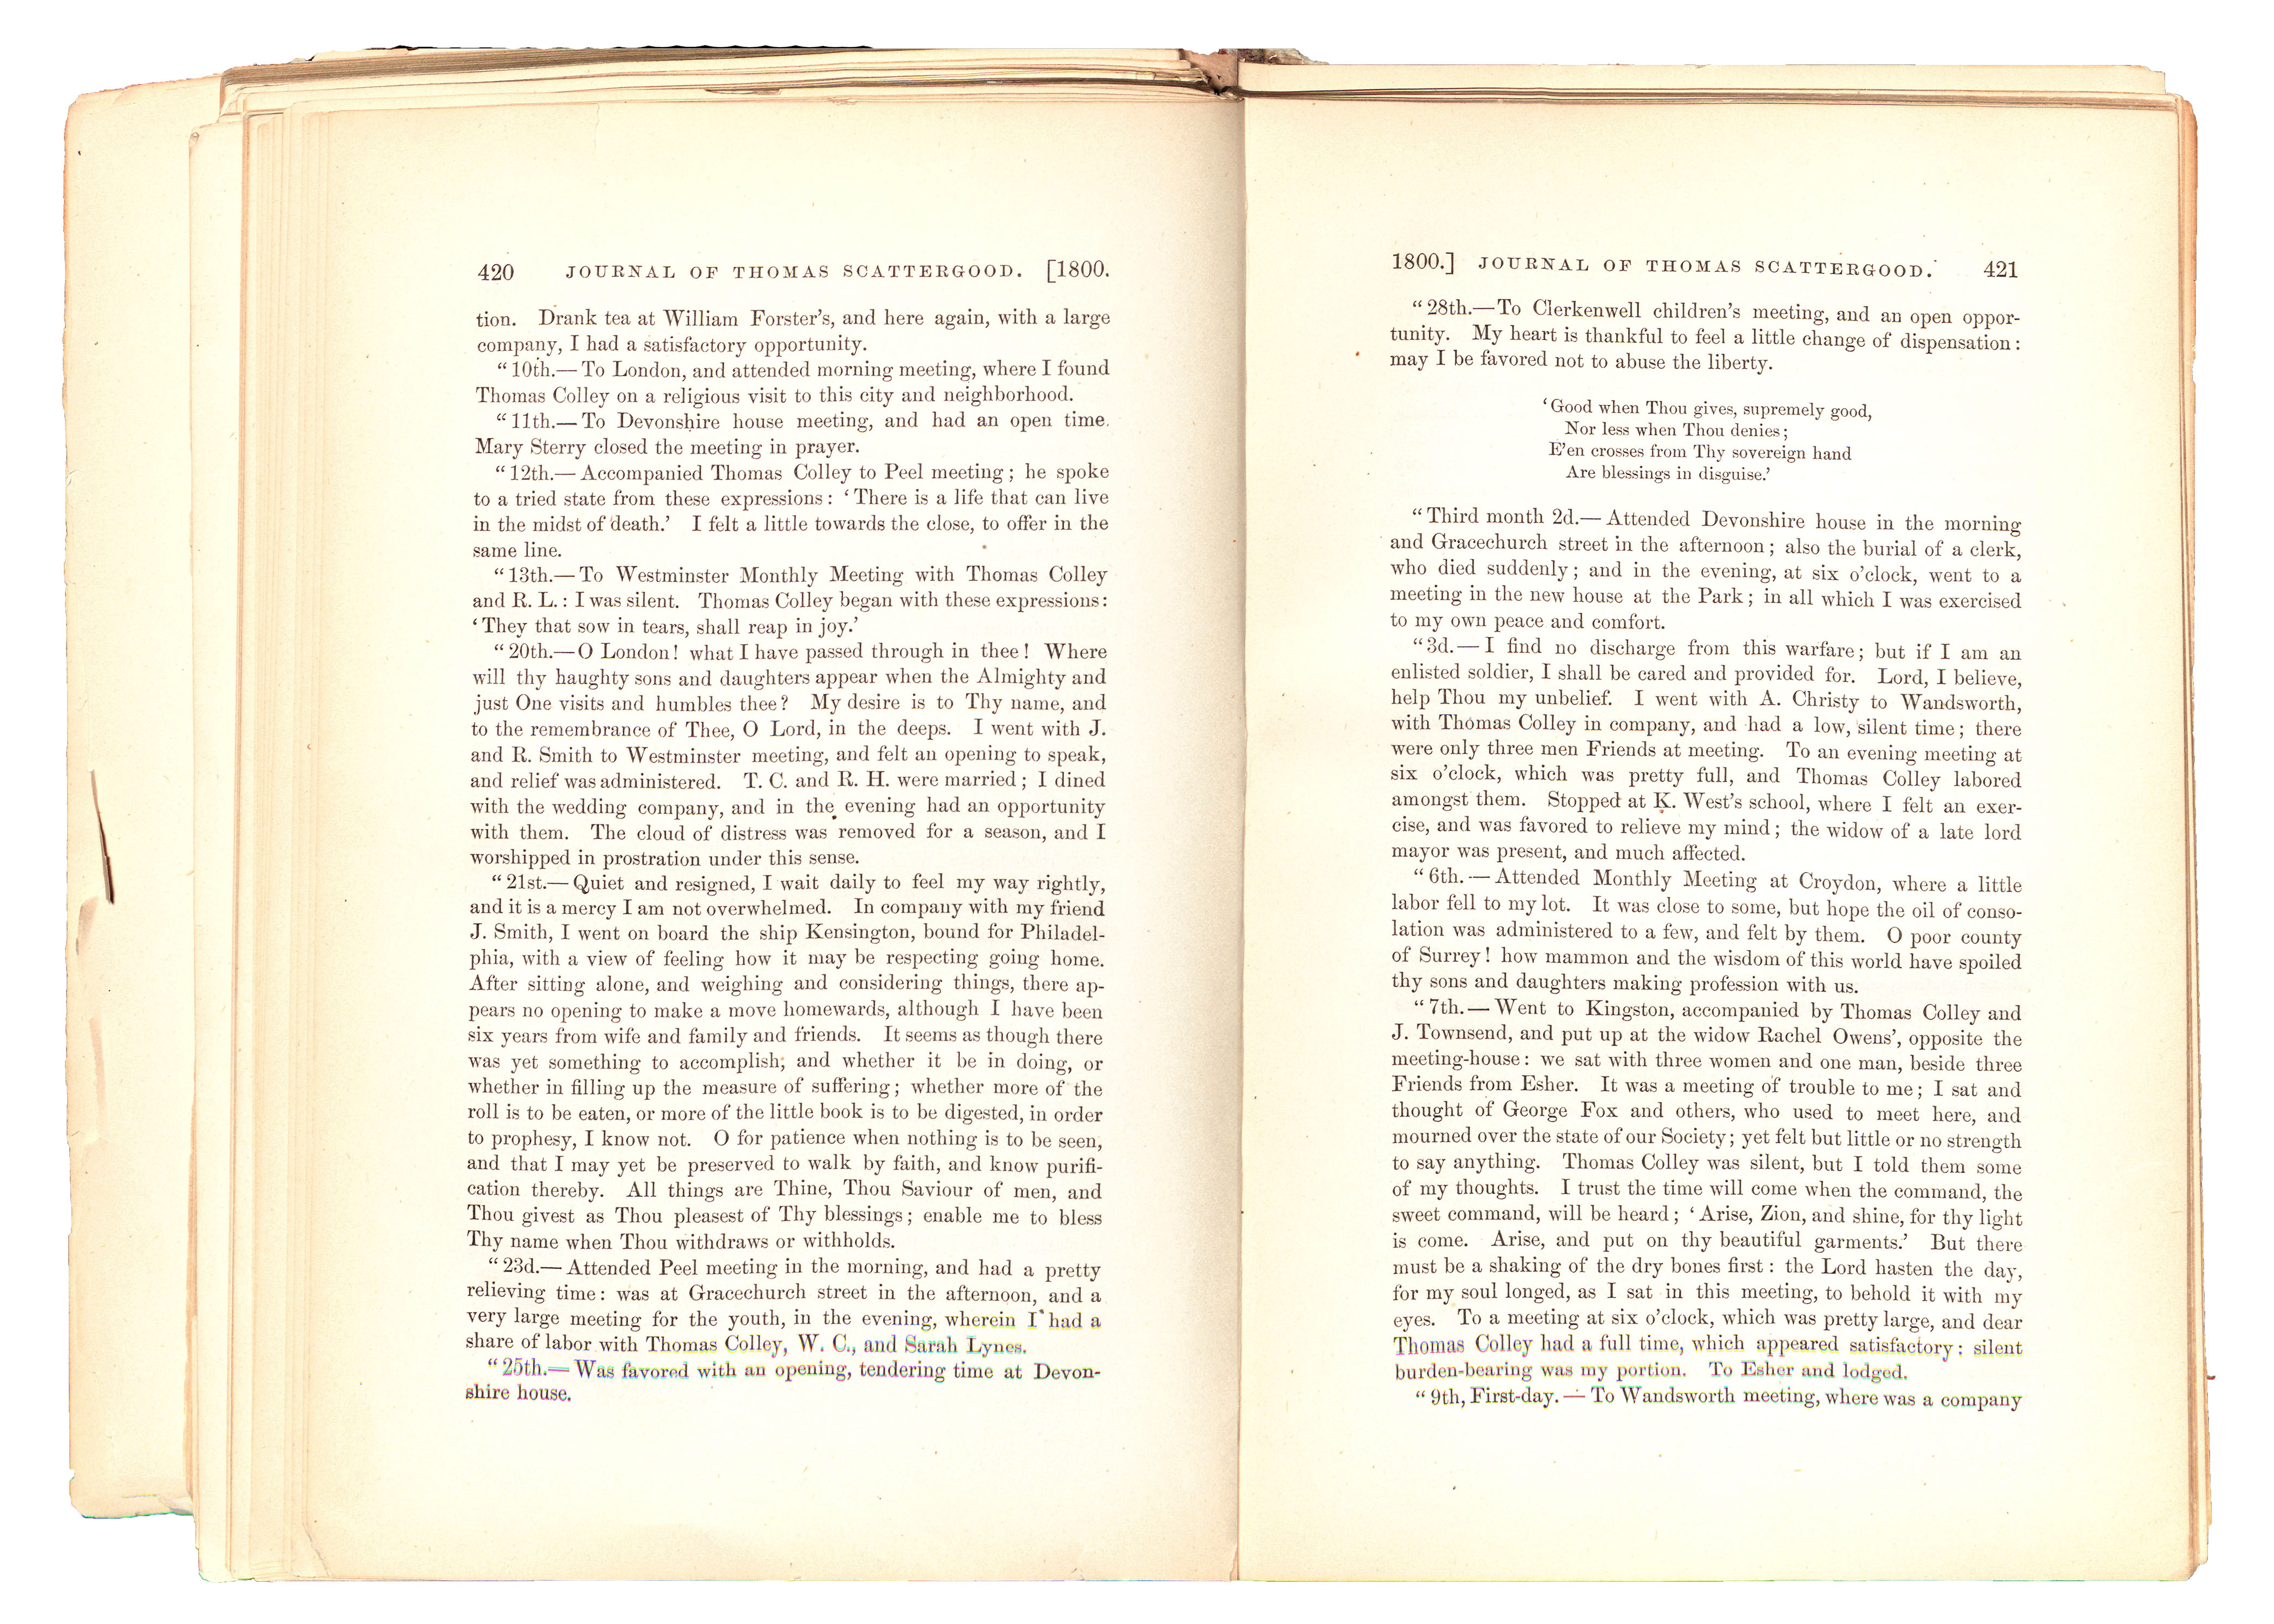 420 JOURNAL OF THOMAS SCATTERGOOD. [1800.
tion. Drank tea at William Forster's, and here again, with a large
company, I had a satisfactory opportunity.
“10th.—To London, and attended morning meeting, where I found
Thomas Colley on a religious visit to this city and neighborhood.
“11th.—To Devonshire house meeting, and had an open time.
Mary Sterry closed the meeting in prayer.
“12th.—Accompanied Thomas Colley to Peel meeting; he spoke
to a tried state from these expressions: ‘There is a life that can live
in the midst of death.’ I felt a little towards the close, to offer in the
same line.
“13th.—To Westminster Monthly Meeting with Thomas Colley
and R. L.: I was silent. Thomas Colley began with these expressions:
‘They that sow in tears, shall reap in joy.’
“20th.—O London! what I have passed through in thee! Where
will thy haughty sons and daughters appear when the Almighty and
just One visits and humbles thee? My desire is to Thy name, and
to the remembrance of Thee, O Lord, in the deeps. I went with J.
and R. Smith to Westminster meeting, and felt an opening to speak,
and relief was administered. T. C. and R. H. were married; I dined
with the wedding company, and in the evening had an opportunity
with them. The cloud of distress was removed for a season, and I
worshipped in prostration under this sense.
“21st.—Quiet and resigned, I wait daily to feel my way rightly,
and it is a mercy I am not overwhelmed. In company with my friend
J. Smith, I went on board the ship Kensington, bound for Philadel-
phia, with a view of feeling how it may be respecting going home.
After sitting alone, and weighing and considering things, there ap-
pears no opening to make a move homewards, although I have been
six years from wife and family and friends. It seems as though there
was yet something to accomplish; and whether it be in doing, or
whether in filling up the measure of suffering; whether more of the
roll is to be eaten, or more of the little book is to be digested, in order
to prophesy, I know not. O for patience when nothing is to be seen,
and that I may yet be preserved to walk by faith, and know purifi-
cation thereby. All things are Thine, Thou Saviour of men, and
Thou givest as Thou pleasest of Thy blessings; enable me to bless
Thy name when Thou withdraws or withholds.
“23d.—Attended Peel meeting in the morning, and had a pretty
relieving time: was at Gracechurch street in the afternoon, and a
very large meeting for the youth, in the evening, wherein I had a
share of labor with Thomas Colley, W. C., and Sarah Lynes.
“25th.—Was favored with an opening, tendering time at Devon-
shire house.
1800.] JOURNAL OF THOMAS SCATTERGOOD. 421
“28th.—To Clerkenwell children's meeting, and an open oppor-
tunity. My heart is thankful to feel a little change of dispensation:
may I be favored not to abuse the liberty.
‘Good when Thou gives, supremely good,
Nor less when Thou denies;
E'en crosses from Thy sovereign hand
Are blessings in disguise.’
“Third month 2d.—Attended Devonshire house in the morning
and Gracechurch street in the afternoon; also the burial of a clerk,
who died suddenly; and in the evening, at six o'clock, went to a
meeting in the new house at the Park; in all which I was exercised
to my own peace and comfort.
“3d.—I find no discharge from this warfare; but if I am an
enlisted soldier, I shall be cared and provided for. Lord, I believe,
help Thou my unbelief. I went with A. Christy to Wandsworth,
with Thomas Colley in company, and had a low, silent time; there
were only three men Friends at meeting. To an evening meeting at
six o'clock, which was pretty full, and Thomas Colley labored
amongst them. Stopped at K. West's school, where I felt an exer-
cise, and was favored to relieve my mind; the widow of a late lord
mayor was present, and much affected.
“6th.—Attended Monthly Meeting at Croydon, where a little
labor fell to my lot. It was close to some, but hope the oil of conso-
lation was administered to a few, and felt by them. O poor county
of Surrey! how mammon and the wisdom of this world have spoiled
thy sons and daughters making profession with us.
“7th.—Went to Kingston, accompanied by Thomas Colley and
J. Townsend, and put up at the widow Rachel Owens', opposite the
meeting-house: we sat with three women and one man, beside three
Friends from Esher. It was a meeting of trouble to me; I sat and
thought of George Fox and others, who used to meet here, and
mourned over the state of our Society; yet felt but little or no strength
to say anything. Thomas Colley was silent, but I told them some
of my thoughts. I trust the time will come when the command, the
sweet command, will be heard; ‘Arise, Zion, and shine, for thy light
is come. Arise, and put on thy beautiful garments.’ But there
must be a shaking of the dry bones first: the Lord hasten the day,
for my soul longed, as I sat in this meeting, to behold it with my
eyes. To a meeting at six o'clock, which was pretty large, and dear
Thomas Colley had a full time, which appeared satisfactory; silent
burden-bearing was my portion. To Esher and lodged.
“9th, First-day.—To Wandsworth meeting, where was a company